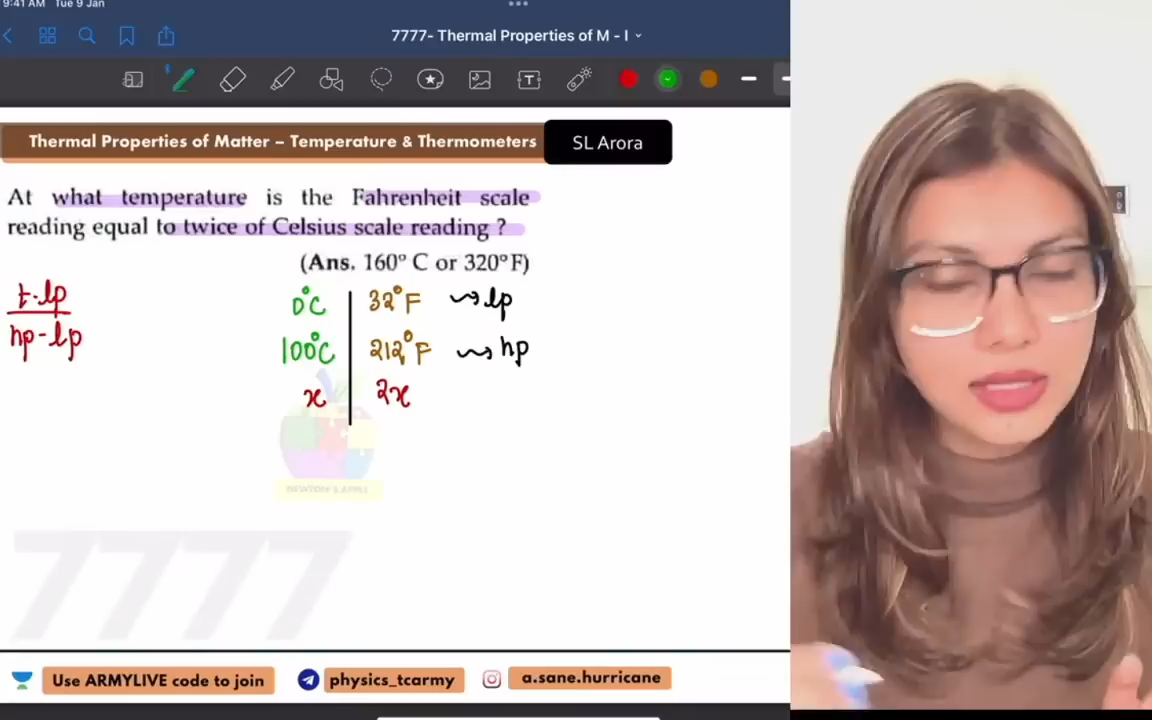 9:41 AM Tue 9 Jan
7777- Thermal Properties of M - I
T
Thermal Properties of Matter – Temperature & Thermometers
SL Arora
At what temperature is the Fahrenheit scale
reading equal to twice of Celsius scale reading ?
(Ans. 160° C or 320°F)
t-lp
hp-lp
0°C 32°F ⇝ lp
100°C 212°F ⇝ hp
x 2x
NEWTON'S APPLE
7777
Use ARMYLIVE code to join
physics_tcarmy
a.sane.hurricane